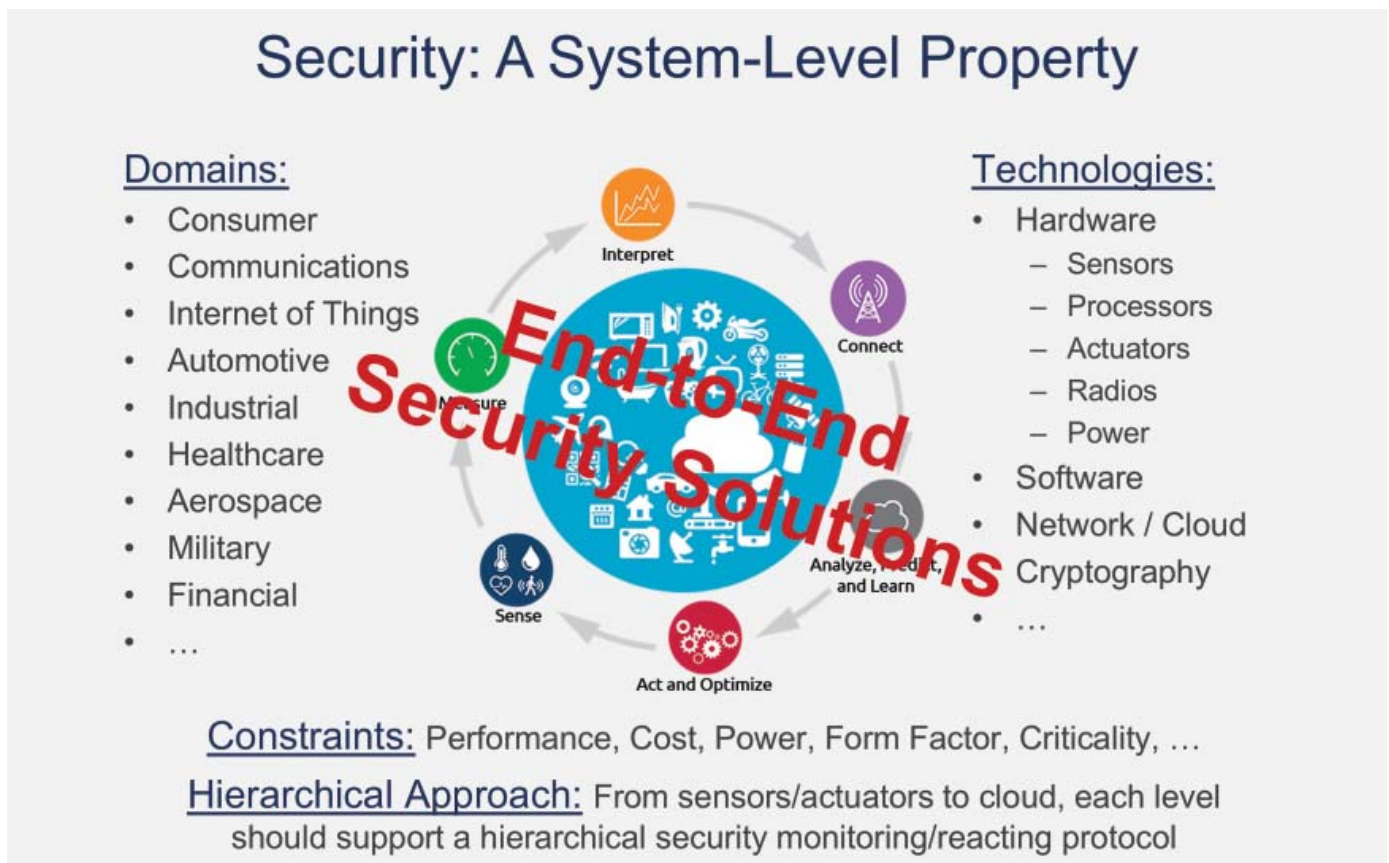 Security: A System-Level Property
Domains:
• Consumer
• Communications
• Internet of Things
• Automotive
• Industrial
• Healthcare
• Aerospace
• Military
• Financial
• …
Interpret
Connect
Measure
Analyze, Predict,
and Learn
Act and Optimize
Sense
End-to-End
Security Solutions
@
Technologies:
• Hardware
– Sensors
– Processors
– Actuators
– Radios
– Power
• Software
• Network / Cloud
Cryptography
• …
Constraints: Performance, Cost, Power, Form Factor, Criticality, …
Hierarchical Approach: From sensors/actuators to cloud, each level
should support a hierarchical security monitoring/reacting protocol